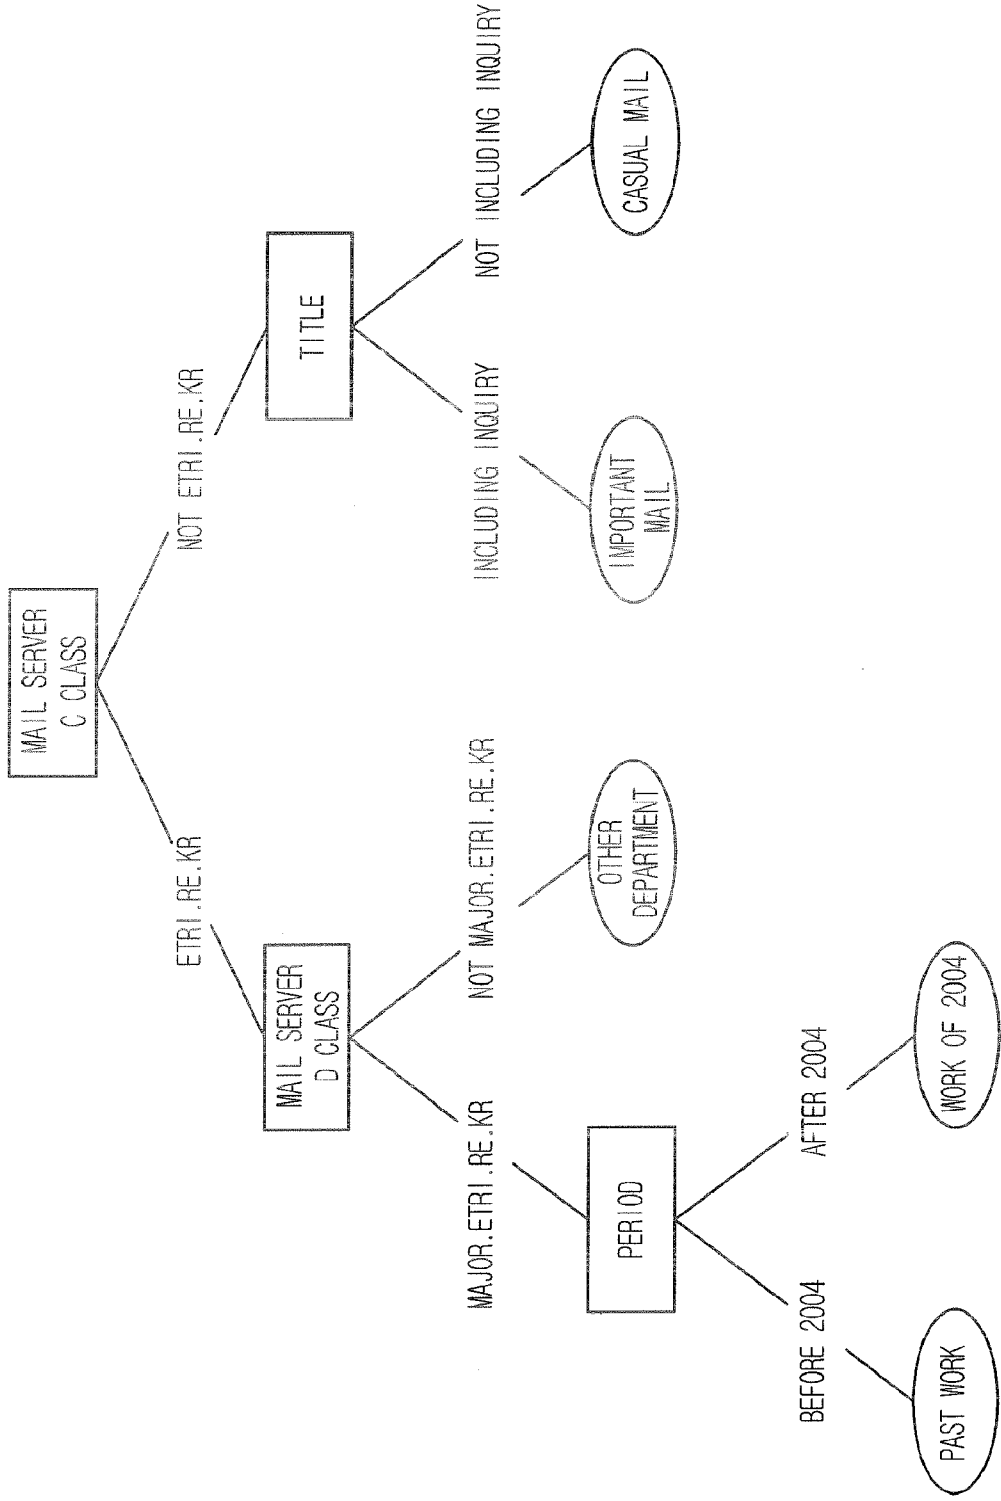 MAIL SERVER
C CLASS
ETRI.RE.KR
NOT ETRI.RE.KR
MAIL SERVER
D CLASS
TITLE
MAJOR.ETRI.RE.KR
NOT MAJOR.ETRI.RE.KR
INCLUDING INQUIRY
NOT INCLUDING INQUIRY
PERIOD
OTHER
DEPARTMENT
IMPORTANT
MAIL
CASUAL MAIL
BEFORE 2004
AFTER 2004
PAST WORK
WORK OF 2004